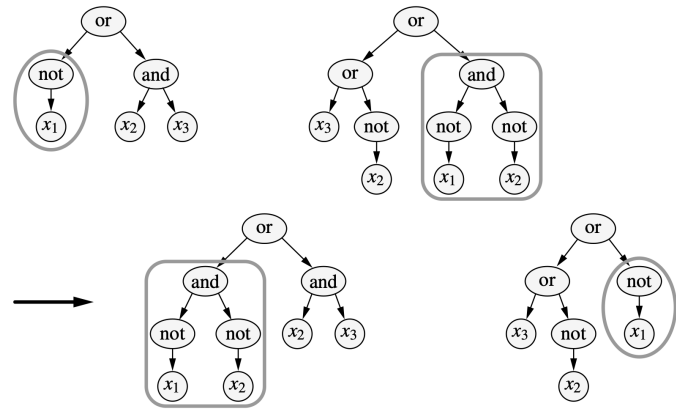 or or
not and or and
x₁ x₂ x₃ x₃ not not not
x₂ x₁ x₂
or or
and and or not
not not x₂ x₃ x₃ not x₁
x₁ x₂ x₂